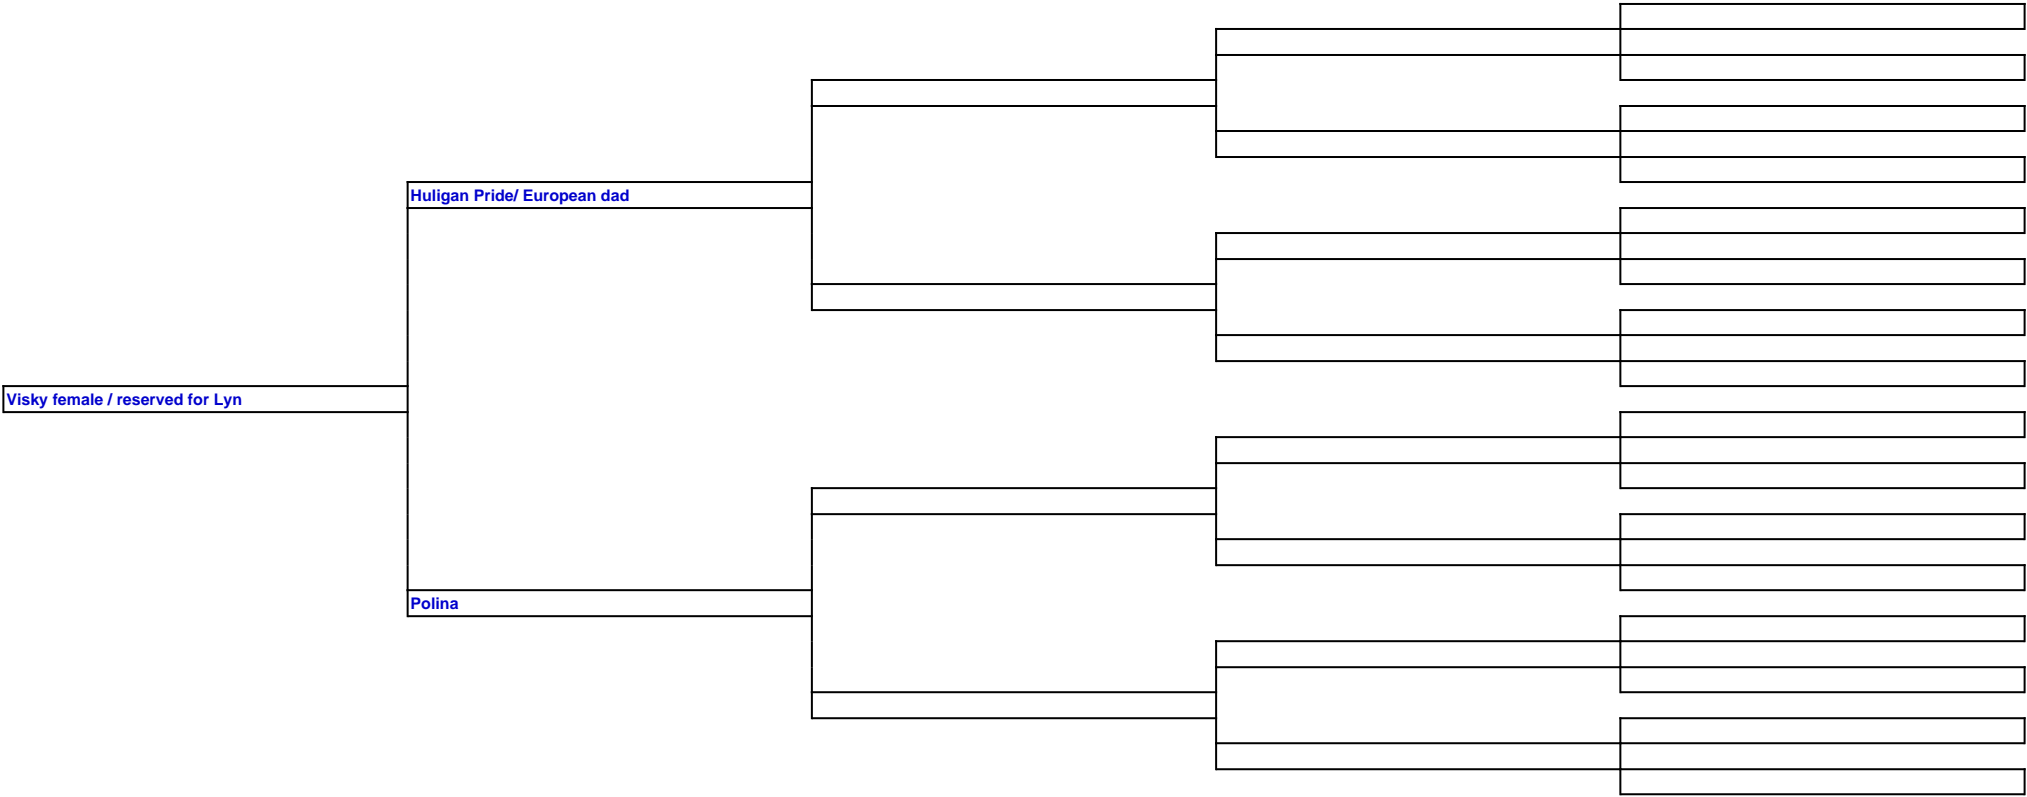 Huligan Pride/ European dad
Visky female / reserved for Lyn
Polina